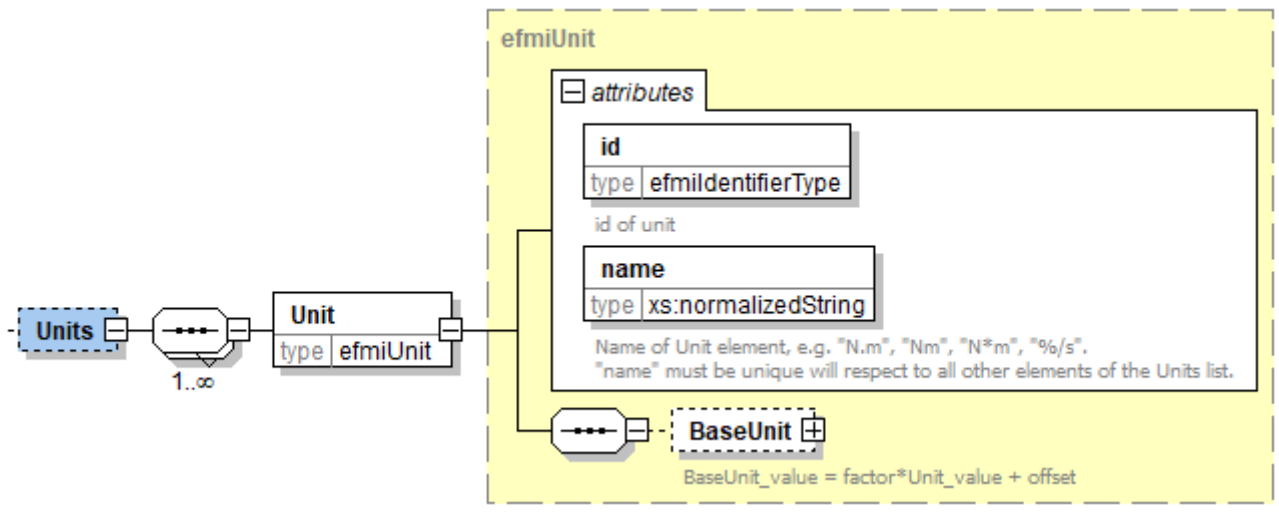 efmiUnit
attributes
id
type efmiIdentifierType
id of unit
name
type xs:normalizedString
Name of Unit element, e.g. "N.m", "Nm", "N*m", "%/s".
"name" must be unique will respect to all other elements of the Units list.
Units
1..∞
Unit
type efmiUnit
BaseUnit
BaseUnit_value = factor*Unit_value + offset